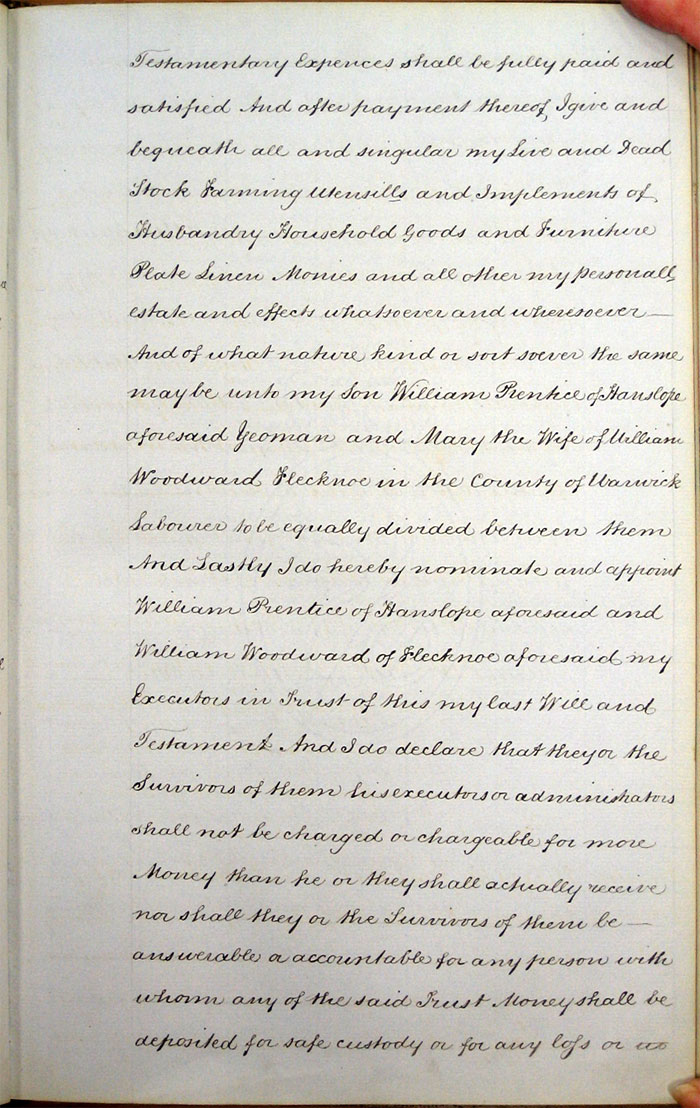 Testamentary Expences shall be fully paid and
satisfied And after payment thereof I give and
bequeath all and singular my Live and Dead
Stock Farming Utensills and Implements of
Husbandry Household Goods and Furniture
Plate Linen Monies and all other my personall
estate and effects whatsoever and wheresoever —
And of what nature kind or sort soever the same
may be unto my Son William Prentice of Hanslope
aforesaid Yeoman and Mary the Wife of William
Woodward Flecknoe in the County of Warwick
Labourer to be equally divided between them
And Lastly I do hereby nominate and appoint
William Prentice of Hanslope aforesaid and
William Woodward of Flecknoe aforesaid my
Executors in Trust of this my last Will and
Testament And I do declare that they or the
Survivors of them his executors or administrators
shall not be charged or chargeable for more
Money than he or they shall actually receive
nor shall they or the Survivors of them be —
answerable or accountable for any person with
whom any of the said Trust Money shall be
deposited for safe custody or for any loss or